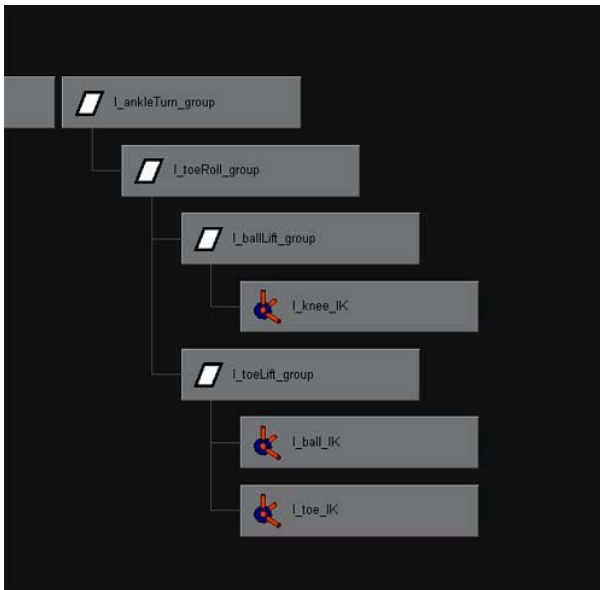 l_ankleTurn_group
l_toeRoll_group
l_ballLift_group
l_knee_IK
l_toeLift_group
l_ball_IK
l_toe_IK